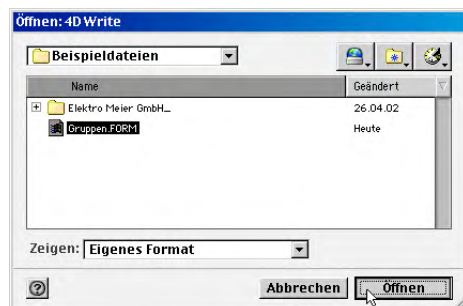 Öffnen: 4D Write
Beispieldateien
Name Geändert
Elektro Meier GmbH_ 26.04.02
Gruppen.FORM Heute
Zeigen: Eigenes Format
Abbrechen Öffnen